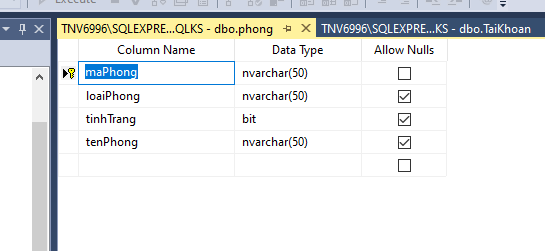 Execute
TNV6996\SQLEXPRE...QLKS - dbo.phong TNV6996\SQLEXPRE...KS - dbo.TaiKhoan
Column Name Data Type Allow Nulls
maPhong nvarchar(50)
loaiPhong nvarchar(50)
tinhTrang bit
tenPhong nvarchar(50)